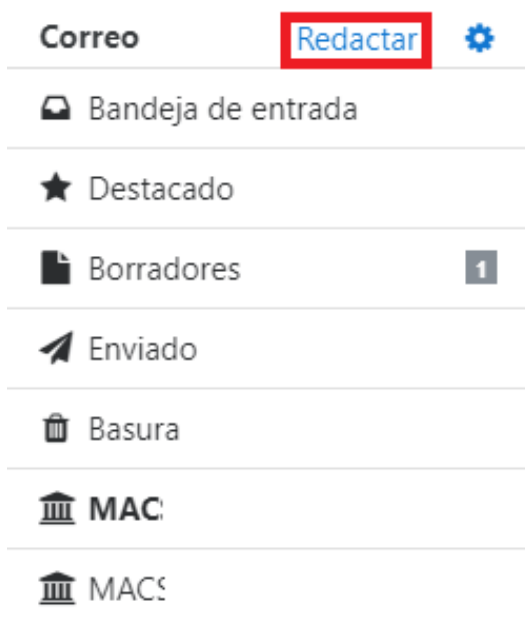 Correo Redactar
Bandeja de entrada
Destacado
Borradores 1
Enviado
Basura